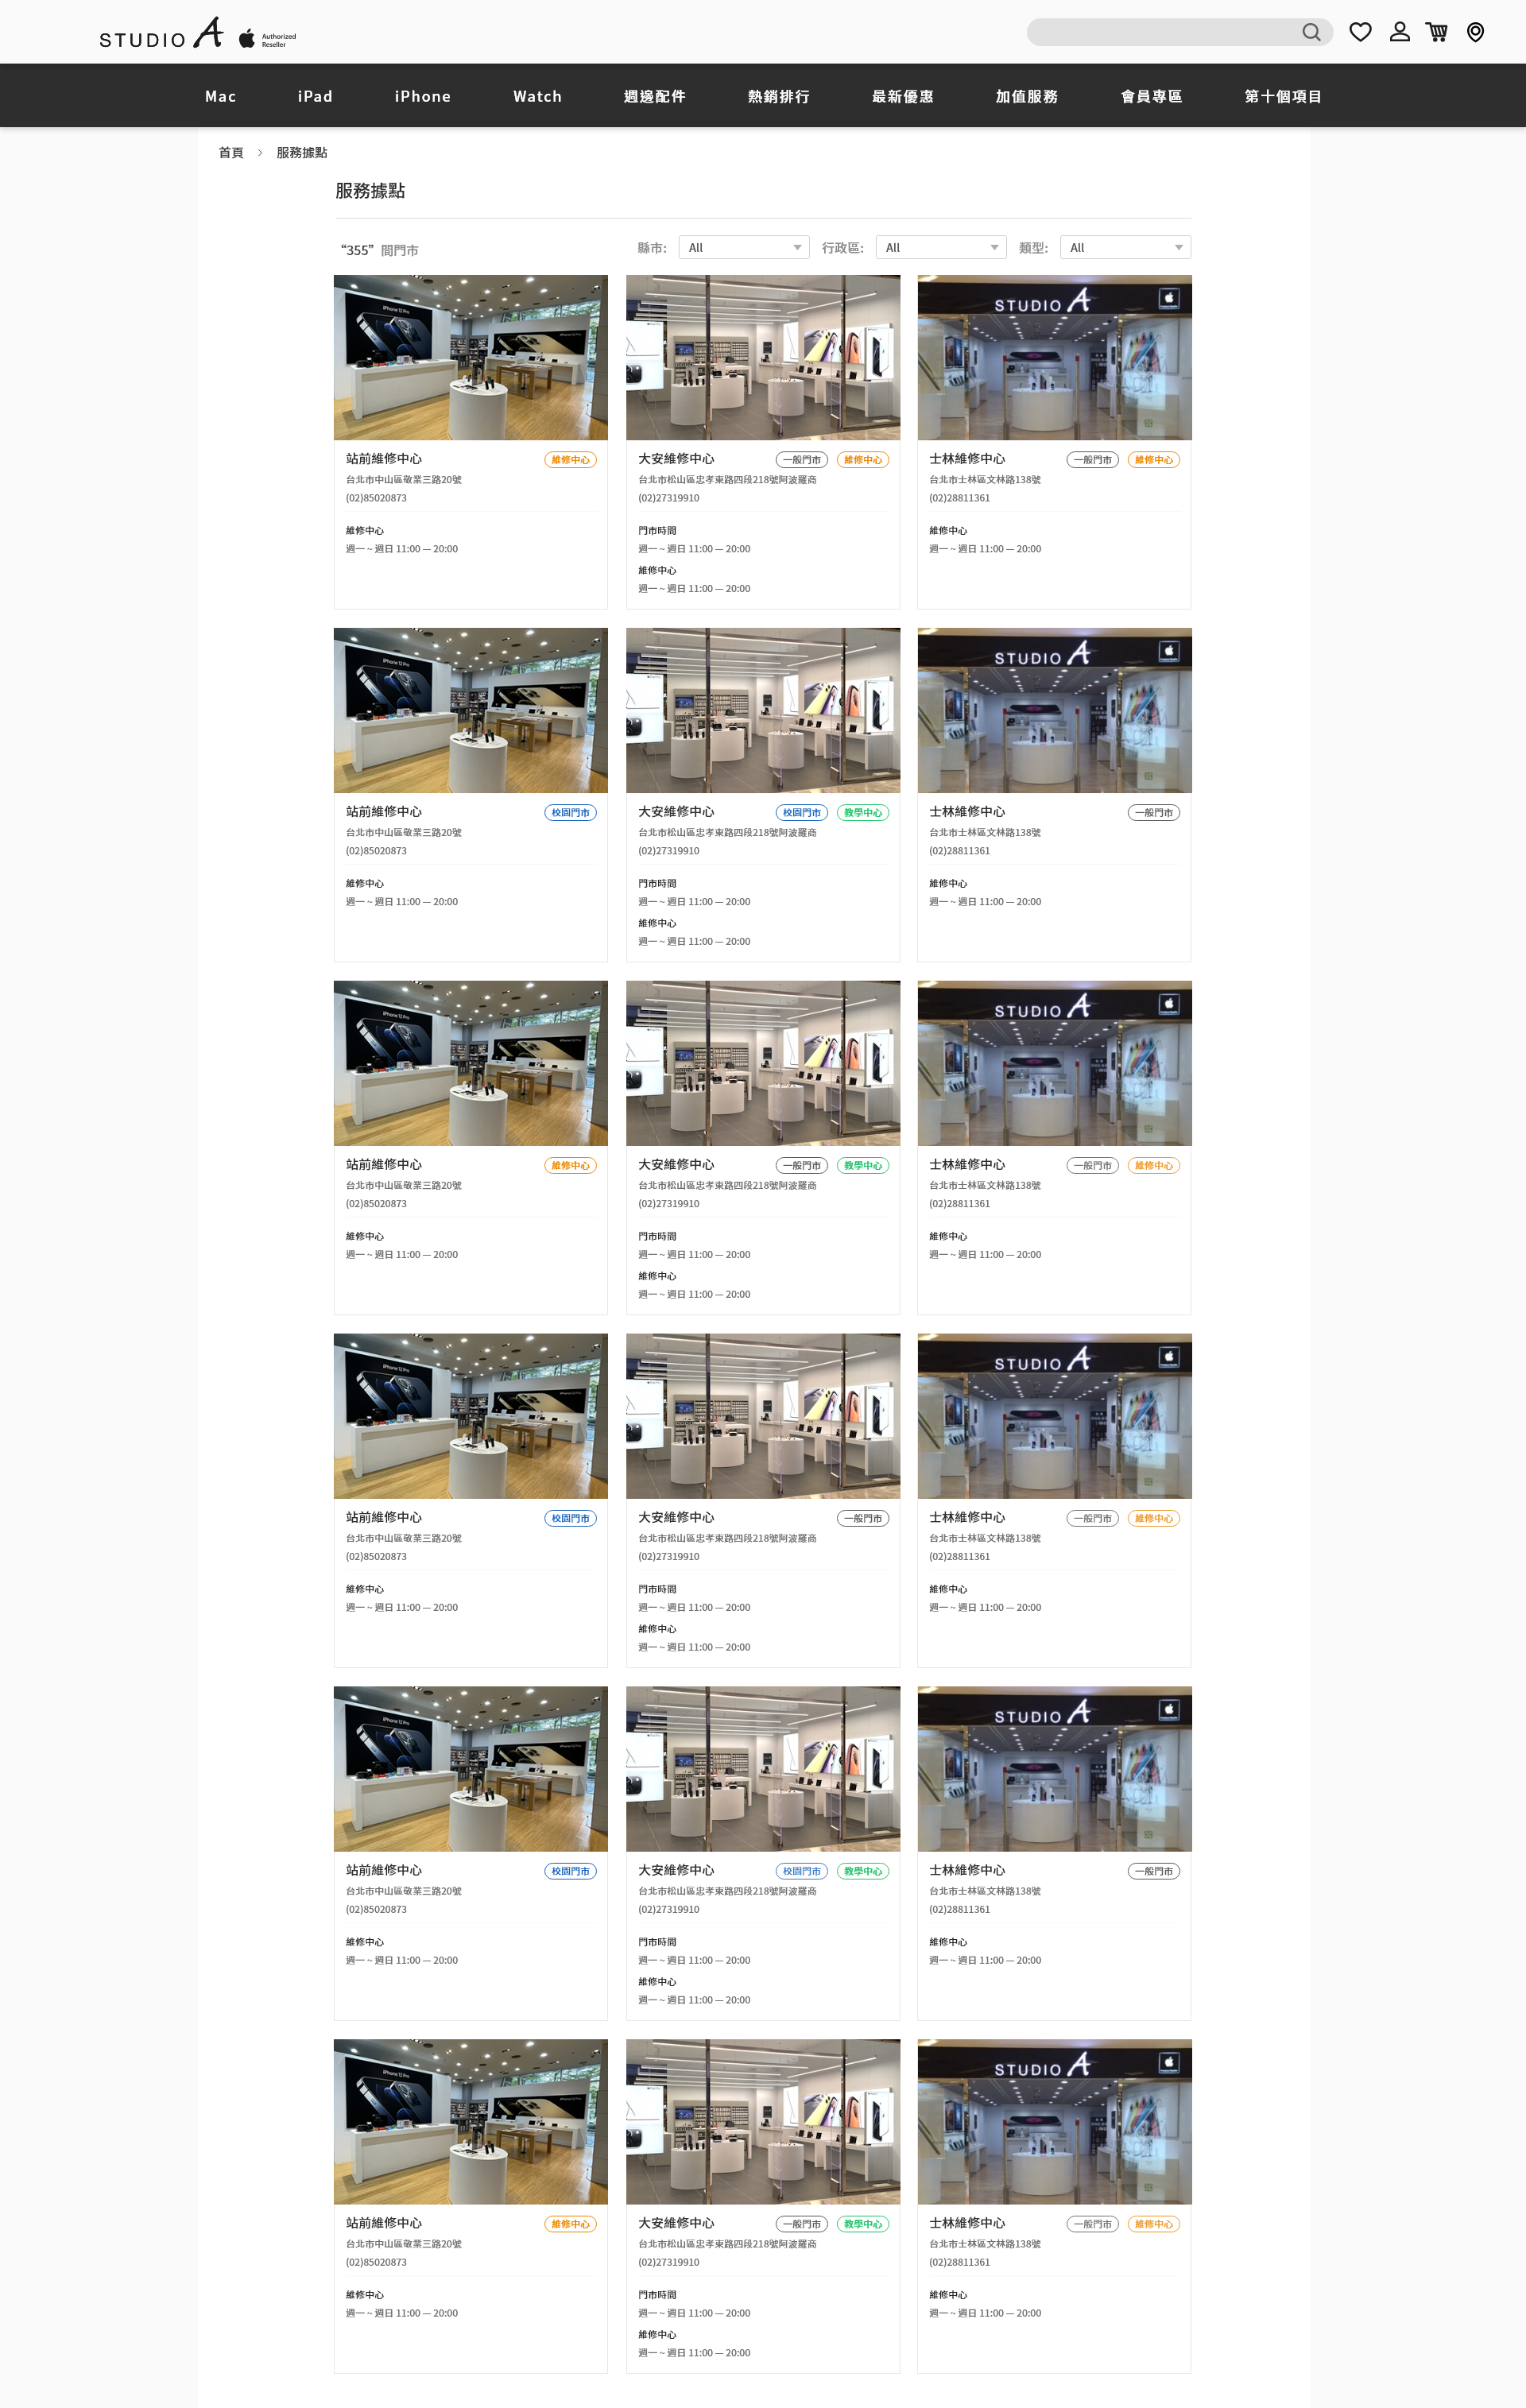 STUDIO A Authorized
Reseller
Mac iPad iPhone Watch 週邊配件 熱銷排行 最新優惠 加值服務 會員專區 第十個項目
首頁 > 服務據點
服務據點
“355”間門市 縣市: All 行政區: All 類型: All
iPhone 12 Pro
STUDIO A
站前維修中心 維修中心
台北市中山區敬業三路20號
(02)85020873
維修中心
週一 ~ 週日 11:00 — 20:00
大安維修中心 一般門市 維修中心
台北市松山區忠孝東路四段218號阿波羅商
(02)27319910
門市時間
週一 ~ 週日 11:00 — 20:00
維修中心
週一 ~ 週日 11:00 — 20:00
士林維修中心 一般門市 維修中心
台北市士林區文林路138號
(02)28811361
維修中心
週一 ~ 週日 11:00 — 20:00
iPhone 12 Pro
STUDIO A
站前維修中心 校園門市
台北市中山區敬業三路20號
(02)85020873
維修中心
週一 ~ 週日 11:00 — 20:00
大安維修中心 校園門市 教學中心
台北市松山區忠孝東路四段218號阿波羅商
(02)27319910
門市時間
週一 ~ 週日 11:00 — 20:00
維修中心
週一 ~ 週日 11:00 — 20:00
士林維修中心 一般門市
台北市士林區文林路138號
(02)28811361
維修中心
週一 ~ 週日 11:00 — 20:00
iPhone 12 Pro
STUDIO A
站前維修中心 維修中心
台北市中山區敬業三路20號
(02)85020873
維修中心
週一 ~ 週日 11:00 — 20:00
大安維修中心 一般門市 教學中心
台北市松山區忠孝東路四段218號阿波羅商
(02)27319910
門市時間
週一 ~ 週日 11:00 — 20:00
維修中心
週一 ~ 週日 11:00 — 20:00
士林維修中心 一般門市 維修中心
台北市士林區文林路138號
(02)28811361
維修中心
週一 ~ 週日 11:00 — 20:00
iPhone 12 Pro
STUDIO A
站前維修中心 校園門市
台北市中山區敬業三路20號
(02)85020873
維修中心
週一 ~ 週日 11:00 — 20:00
大安維修中心 一般門市
台北市松山區忠孝東路四段218號阿波羅商
(02)27319910
門市時間
週一 ~ 週日 11:00 — 20:00
維修中心
週一 ~ 週日 11:00 — 20:00
士林維修中心 一般門市 維修中心
台北市士林區文林路138號
(02)28811361
維修中心
週一 ~ 週日 11:00 — 20:00
iPhone 12 Pro
STUDIO A
站前維修中心 校園門市
台北市中山區敬業三路20號
(02)85020873
維修中心
週一 ~ 週日 11:00 — 20:00
大安維修中心 校園門市 教學中心
台北市松山區忠孝東路四段218號阿波羅商
(02)27319910
門市時間
週一 ~ 週日 11:00 — 20:00
維修中心
週一 ~ 週日 11:00 — 20:00
士林維修中心 一般門市
台北市士林區文林路138號
(02)28811361
維修中心
週一 ~ 週日 11:00 — 20:00
iPhone 12 Pro
STUDIO A
站前維修中心 維修中心
台北市中山區敬業三路20號
(02)85020873
維修中心
週一 ~ 週日 11:00 — 20:00
大安維修中心 一般門市 教學中心
台北市松山區忠孝東路四段218號阿波羅商
(02)27319910
門市時間
週一 ~ 週日 11:00 — 20:00
維修中心
週一 ~ 週日 11:00 — 20:00
士林維修中心 一般門市 維修中心
台北市士林區文林路138號
(02)28811361
維修中心
週一 ~ 週日 11:00 — 20:00